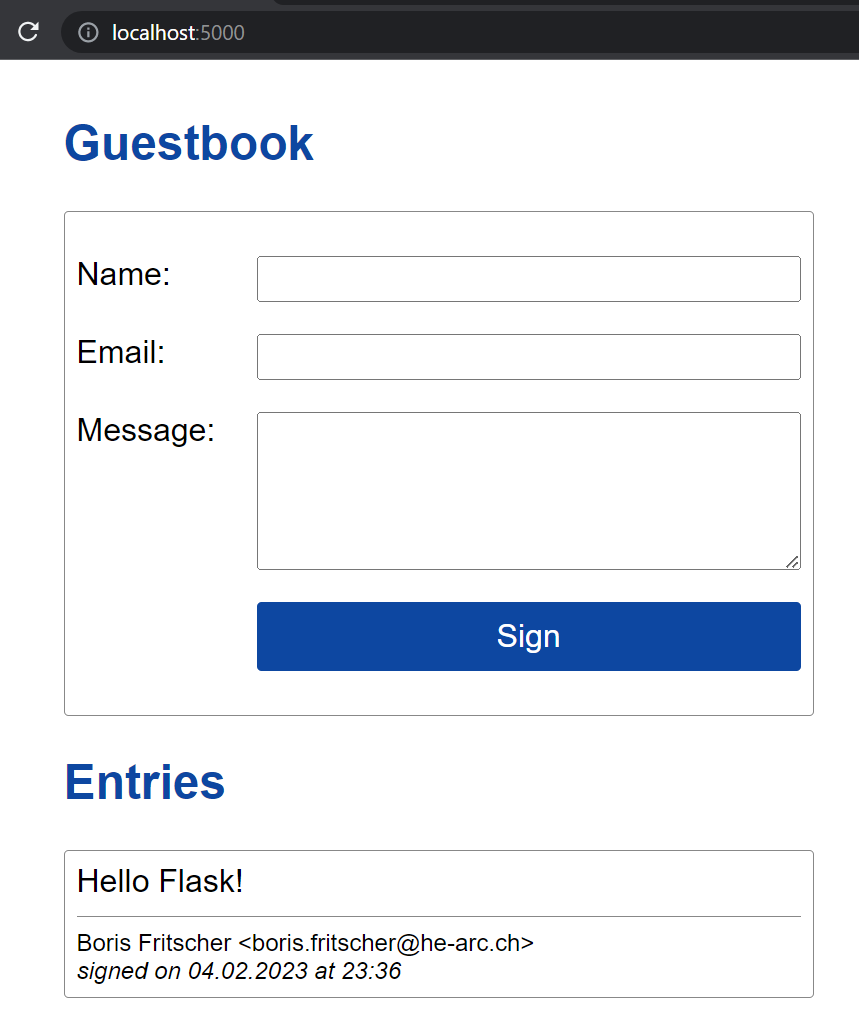 localhost:5000
Guestbook
Name:
Email:
Message:
Sign
Entries
Hello Flask!
Boris Fritscher <boris.fritscher@he-arc.ch>
signed on 04.02.2023 at 23:36